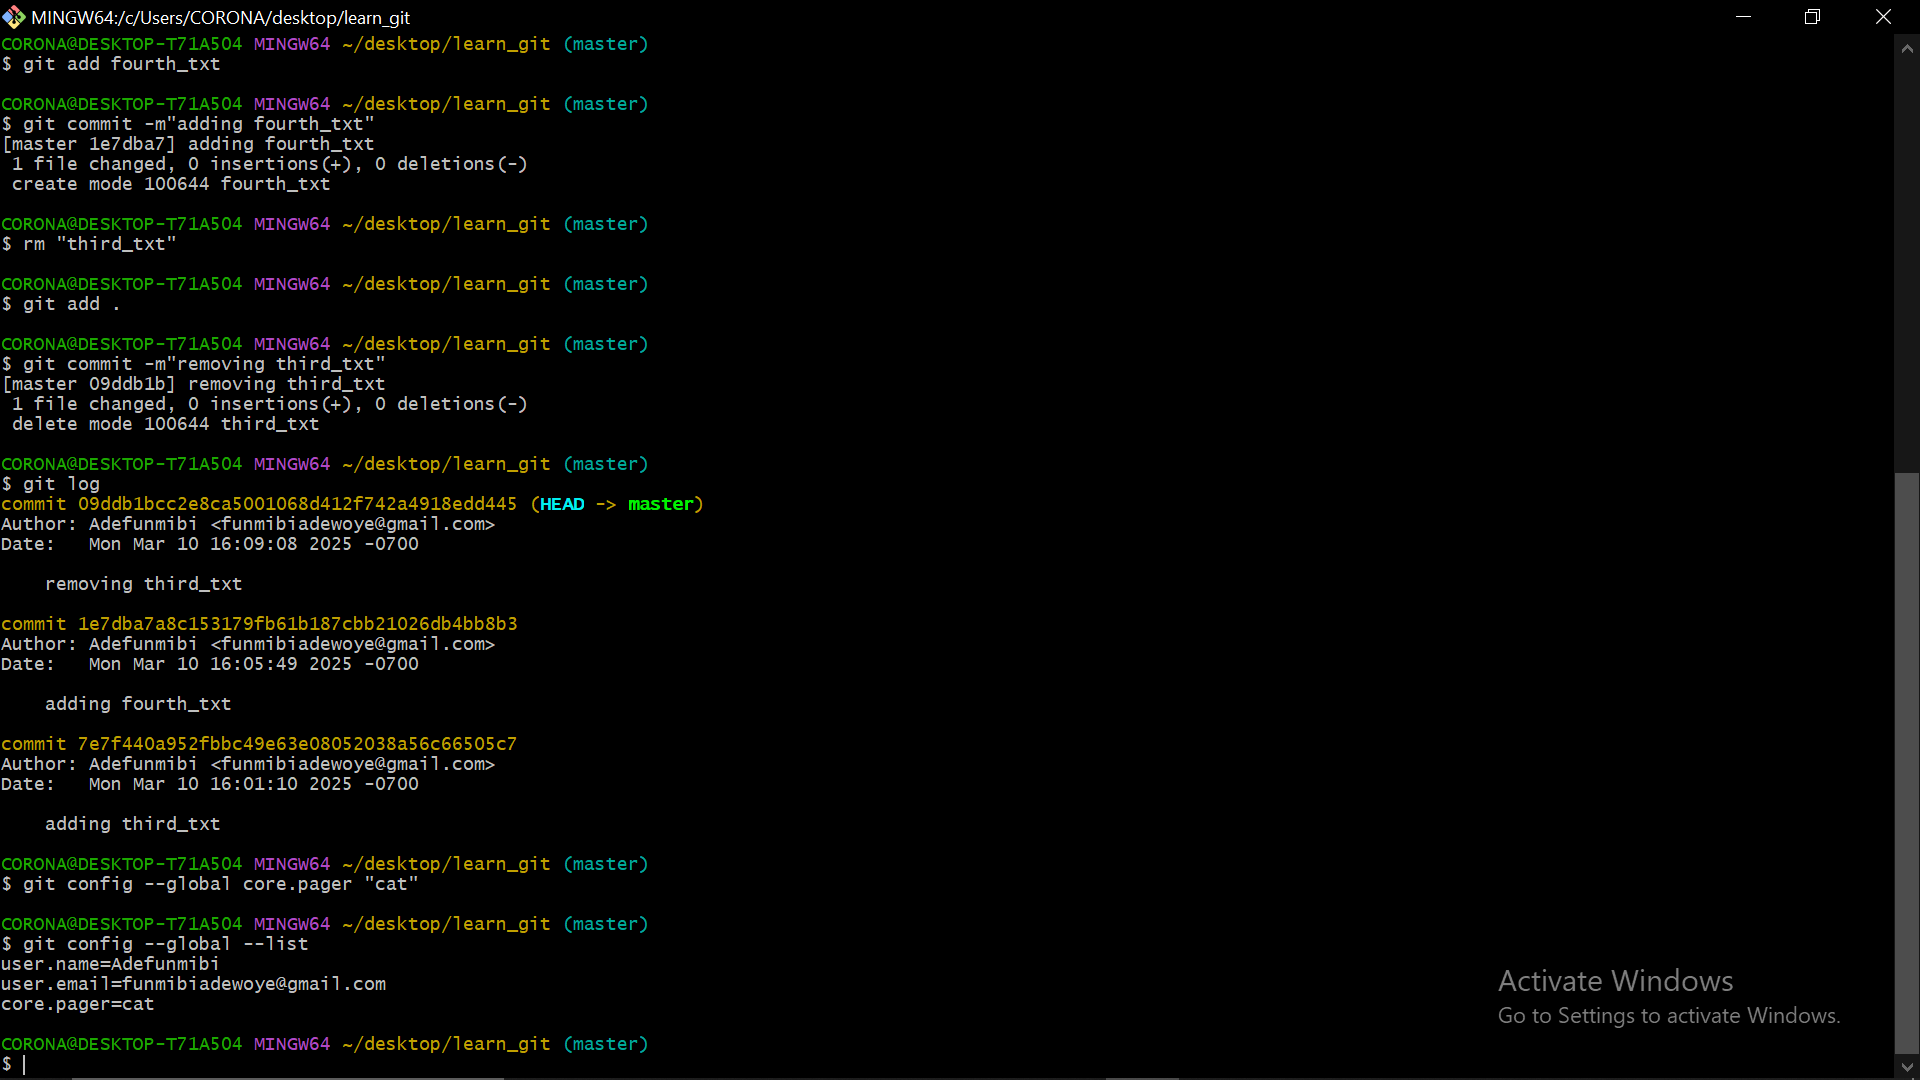 MINGW64:/c/Users/CORONA/desktop/learn_git
CORONA@DESKTOP-T71A504 MINGW64 ~/desktop/learn_git (master)
$ git add fourth_txt
CORONA@DESKTOP-T71A504 MINGW64 ~/desktop/learn_git (master)
$ git commit -m"adding fourth_txt"
[master 1e7dba7] adding fourth_txt
1 file changed, 0 insertions(+), 0 deletions(-)
create mode 100644 fourth_txt
CORONA@DESKTOP-T71A504 MINGW64 ~/desktop/learn_git (master)
$ rm "third_txt"
CORONA@DESKTOP-T71A504 MINGW64 ~/desktop/learn_git (master)
$ git add .
CORONA@DESKTOP-T71A504 MINGW64 ~/desktop/learn_git (master)
$ git commit -m"removing third_txt"
[master 09ddb1b] removing third_txt
1 file changed, 0 insertions(+), 0 deletions(-)
delete mode 100644 third_txt
CORONA@DESKTOP-T71A504 MINGW64 ~/desktop/learn_git (master)
$ git log
commit 09ddb1bcc2e8ca5001068d412f742a4918edd445 (HEAD -> master)
Author: Adefunmibi <funmibiadewoye@gmail.com>
Date:   Mon Mar 10 16:09:08 2025 -0700
removing third_txt
commit 1e7dba7a8c153179fb61b187cbb21026db4bb8b3
Author: Adefunmibi <funmibiadewoye@gmail.com>
Date:   Mon Mar 10 16:05:49 2025 -0700
adding fourth_txt
commit 7e7f440a952fbbc49e63e08052038a56c66505c7
Author: Adefunmibi <funmibiadewoye@gmail.com>
Date:   Mon Mar 10 16:01:10 2025 -0700
adding third_txt
CORONA@DESKTOP-T71A504 MINGW64 ~/desktop/learn_git (master)
$ git config --global core.pager "cat"
CORONA@DESKTOP-T71A504 MINGW64 ~/desktop/learn_git (master)
$ git config --global --list
user.name=Adefunmibi
user.email=funmibiadewoye@gmail.com
core.pager=cat
CORONA@DESKTOP-T71A504 MINGW64 ~/desktop/learn_git (master)
$
Activate Windows
Go to Settings to activate Windows.